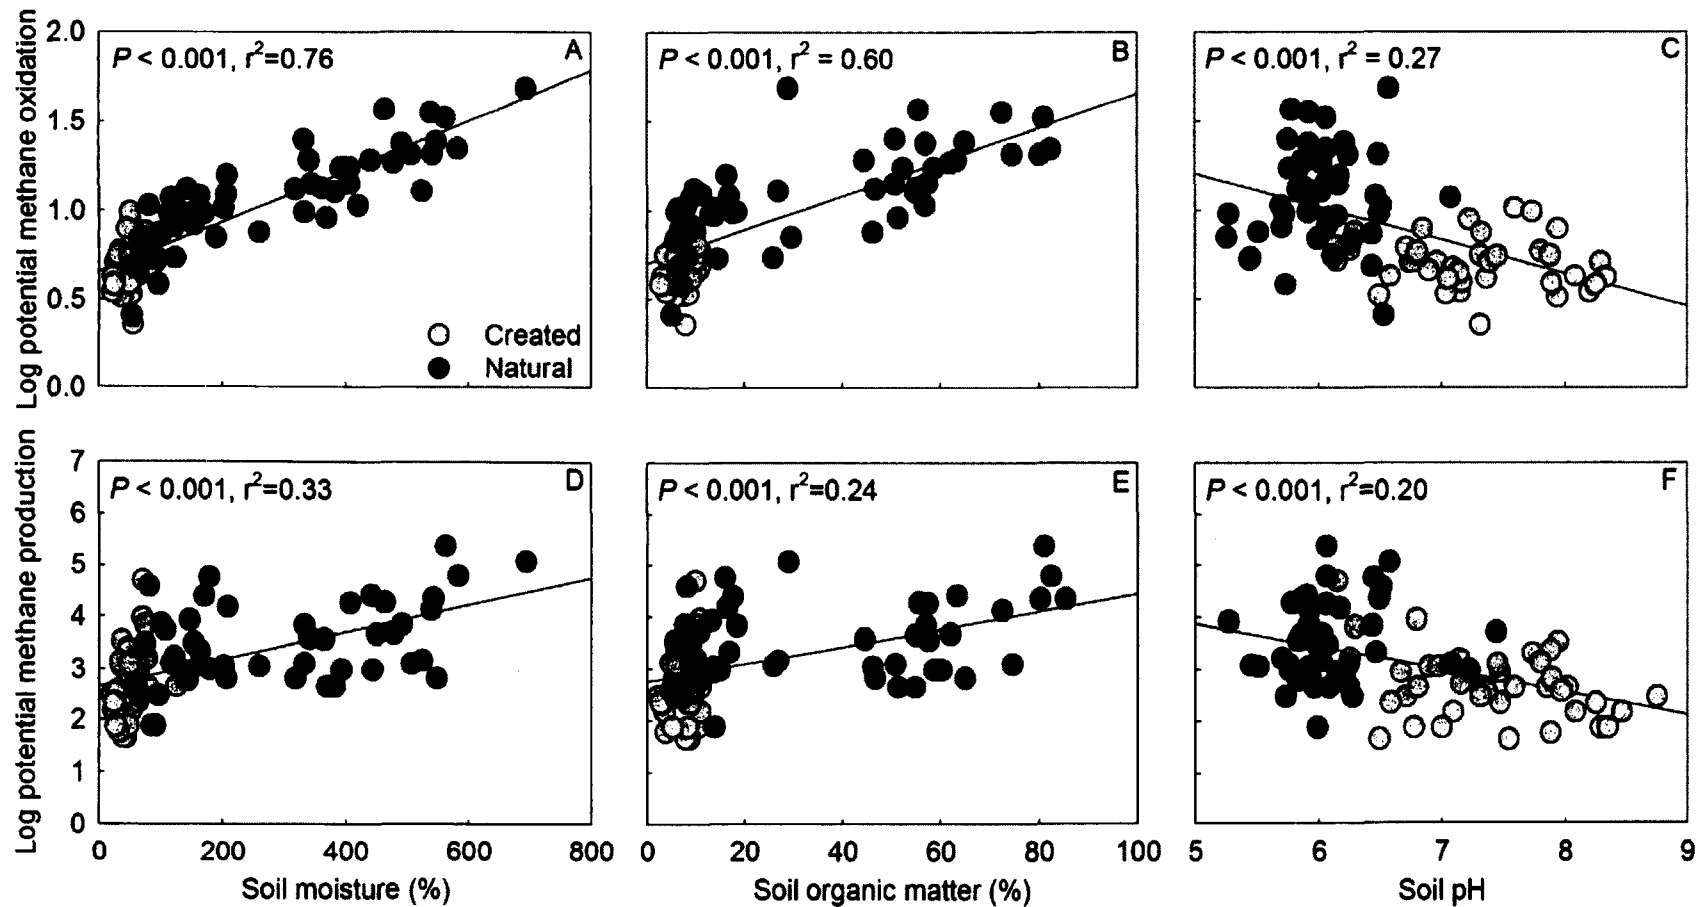 Log potential methane oxidation
2.0
1.5
1.0
0.5
0.0
P < 0.001, r²=0.76
A
Created
Natural
P < 0.001, r² = 0.60
B
P < 0.001, r² = 0.27
C
Log potential methane production
7
6
5
4
3
2
1
0
P < 0.001, r²=0.33
D
P < 0.001, r²=0.24
E
P < 0.001, r²=0.20
F
0 200 400 600 800
0 20 40 60 80 100
5 6 7 8 9
Soil moisture (%)
Soil organic matter (%)
Soil pH